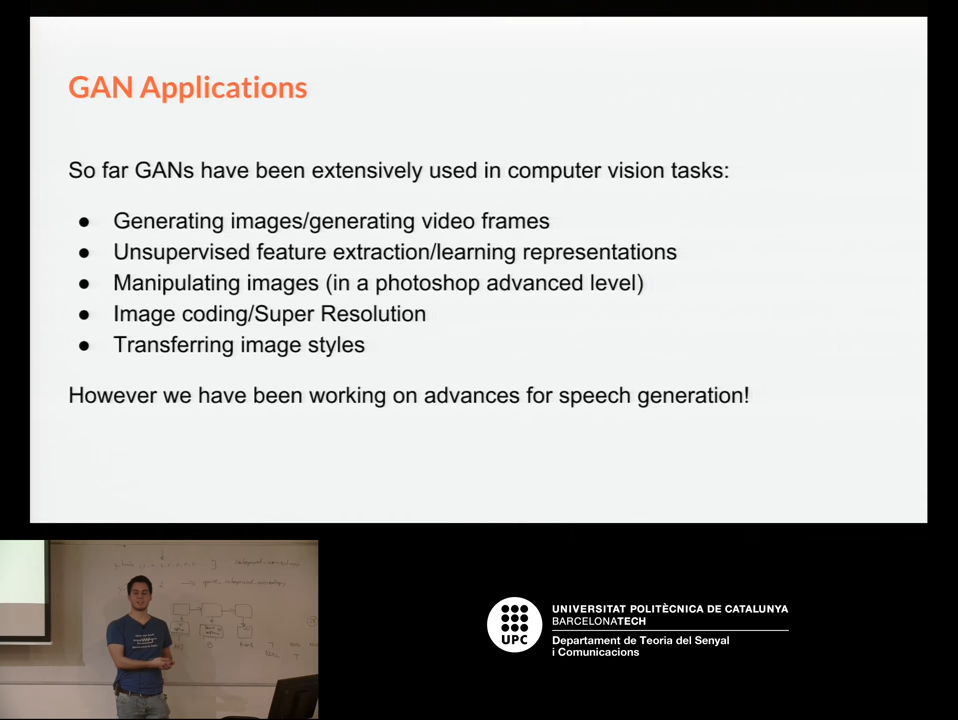 GAN Applications
So far GANs have been extensively used in computer vision tasks:
● Generating images/generating video frames
● Unsupervised feature extraction/learning representations
● Manipulating images (in a photoshop advanced level)
● Image coding/Super Resolution
● Transferring image styles
However we have been working on advances for speech generation!
UPC
UNIVERSITAT POLITÈCNICA DE CATALUNYA
BARCELONATECH
Departament de Teoria del Senyal
i Comunicacions